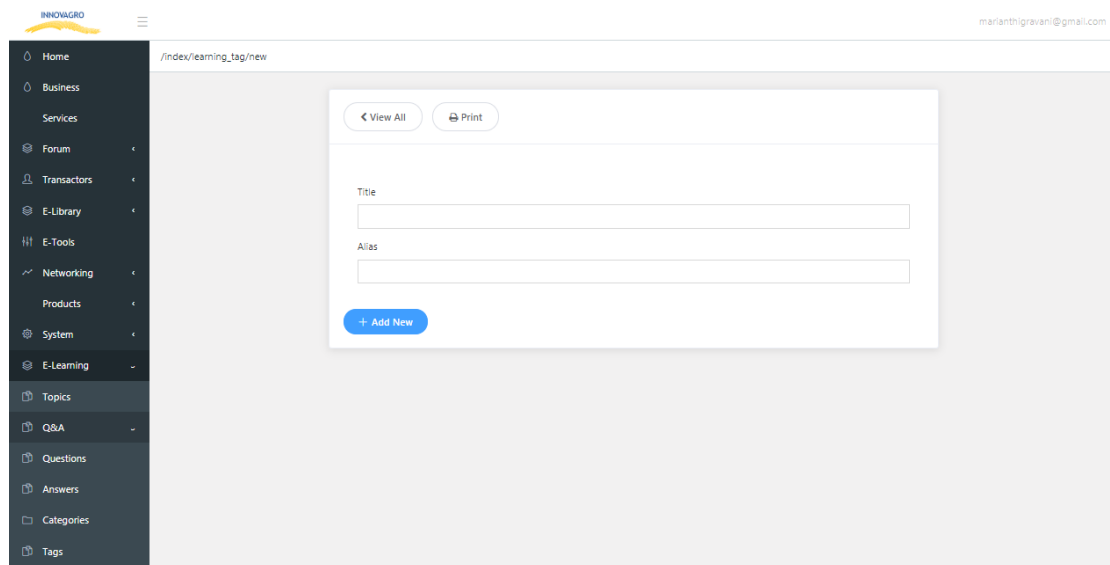 INNOVAGRO
marianthigravani@gmail.com
Home
/index/learning_tag/new
Business
Services
Forum
Transactors
E-Library
E-Tools
Networking
Products
System
E-Learning
Topics
Q&A
Questions
Answers
Categories
Tags
View All
Print
Title
Alias
+ Add New